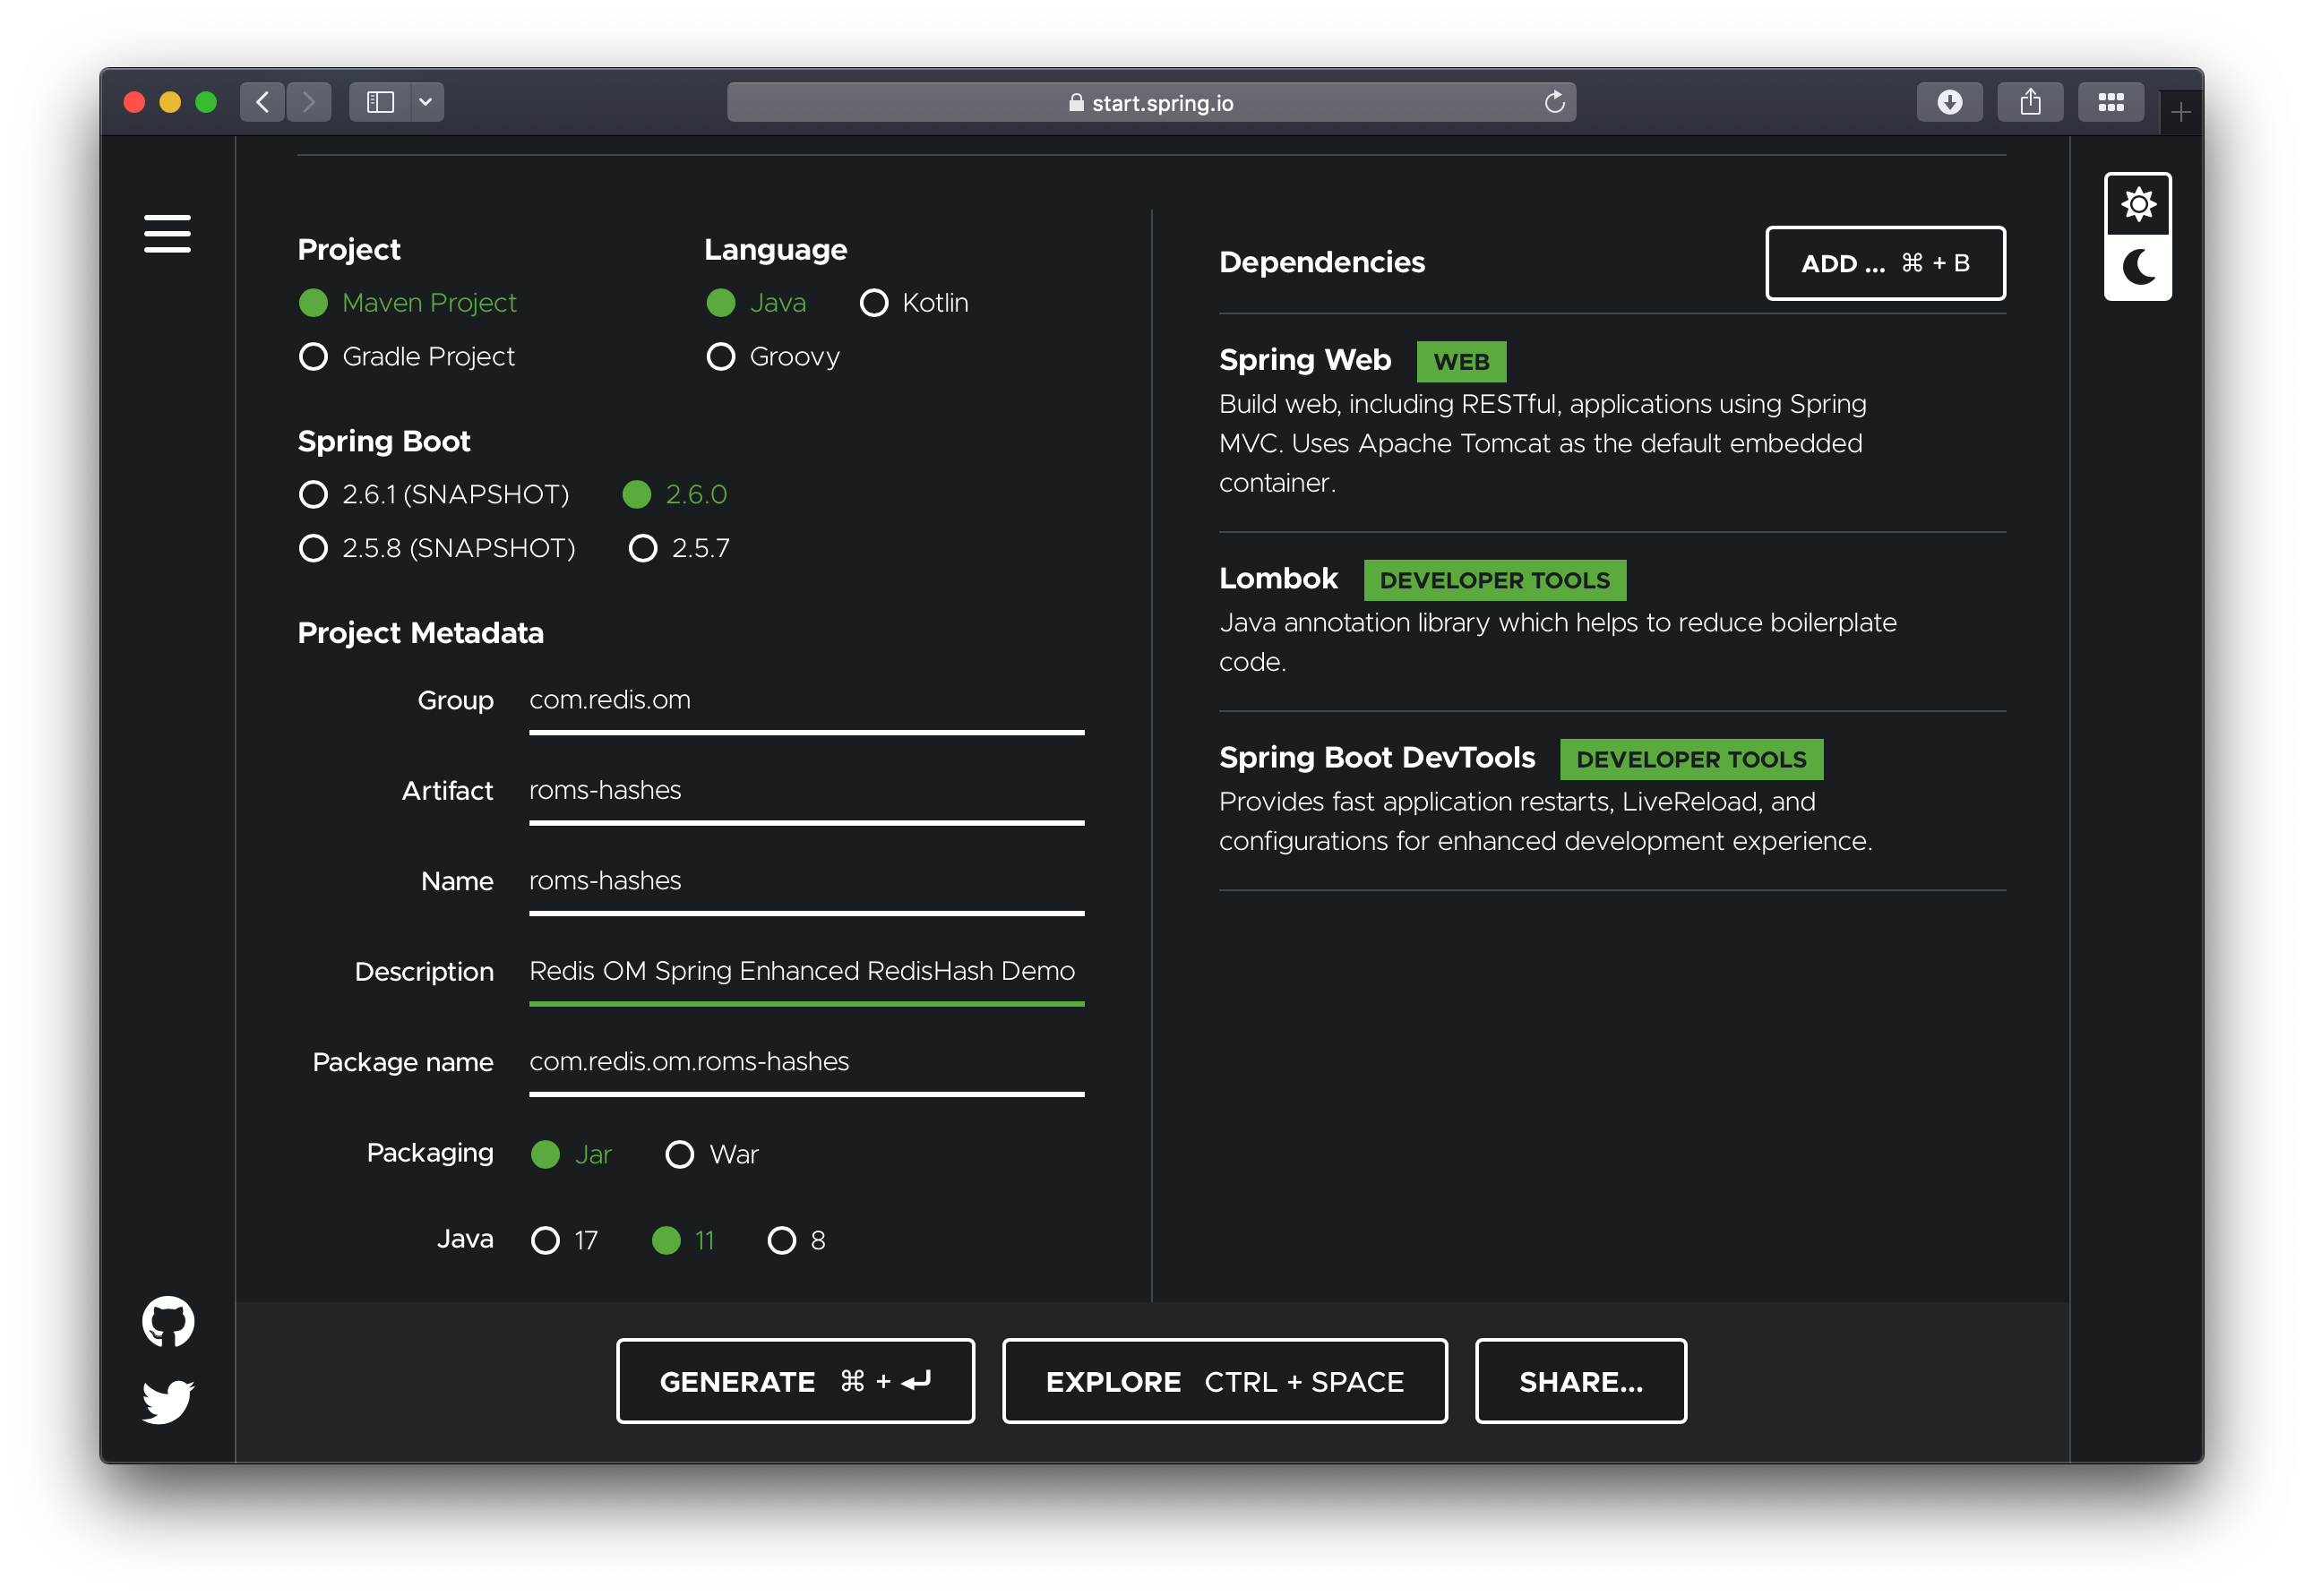 start.spring.io
Project
Maven Project
Gradle Project
Language
Java Kotlin
Groovy
Spring Boot
2.6.1 (SNAPSHOT) 2.6.0
2.5.8 (SNAPSHOT) 2.5.7
Project Metadata
Group com.redis.om
Artifact roms-hashes
Name roms-hashes
Description Redis OM Spring Enhanced RedisHash Demo
Package name com.redis.om.roms-hashes
Packaging Jar War
Java 17 11 8
Dependencies
ADD ... ⌘ + B
Spring Web WEB
Build web, including RESTful, applications using Spring
MVC. Uses Apache Tomcat as the default embedded
container.
Lombok DEVELOPER TOOLS
Java annotation library which helps to reduce boilerplate
code.
Spring Boot DevTools DEVELOPER TOOLS
Provides fast application restarts, LiveReload, and
configurations for enhanced development experience.
GENERATE ⌘ + ↵
EXPLORE CTRL + SPACE
SHARE...